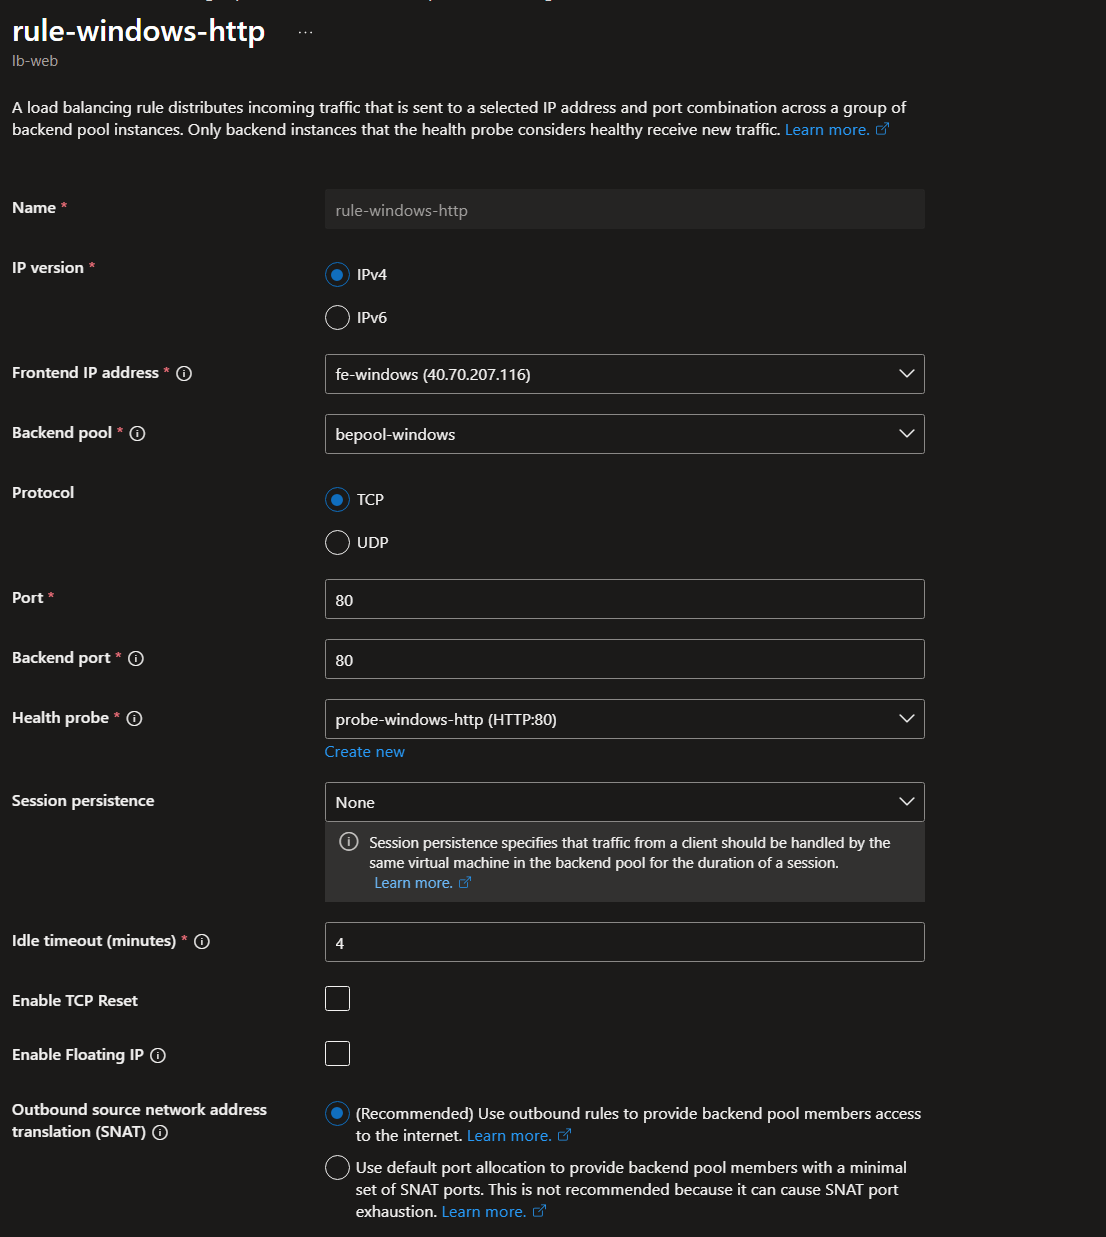 rule-windows-http ...
lb-web
A load balancing rule distributes incoming traffic that is sent to a selected IP address and port combination across a group of
backend pool instances. Only backend instances that the health probe considers healthy receive new traffic. Learn more.
Name *
rule-windows-http
IP version *
IPv4
IPv6
Frontend IP address *
fe-windows (40.70.207.116)
Backend pool *
bepool-windows
Protocol
TCP
UDP
Port *
80
Backend port *
80
Health probe *
probe-windows-http (HTTP:80)
Create new
Session persistence
None
Session persistence specifies that traffic from a client should be handled by the
same virtual machine in the backend pool for the duration of a session.
Learn more.
Idle timeout (minutes) *
4
Enable TCP Reset
Enable Floating IP
Outbound source network address
translation (SNAT)
(Recommended) Use outbound rules to provide backend pool members access
to the internet. Learn more.
Use default port allocation to provide backend pool members with a minimal
set of SNAT ports. This is not recommended because it can cause SNAT port
exhaustion. Learn more.